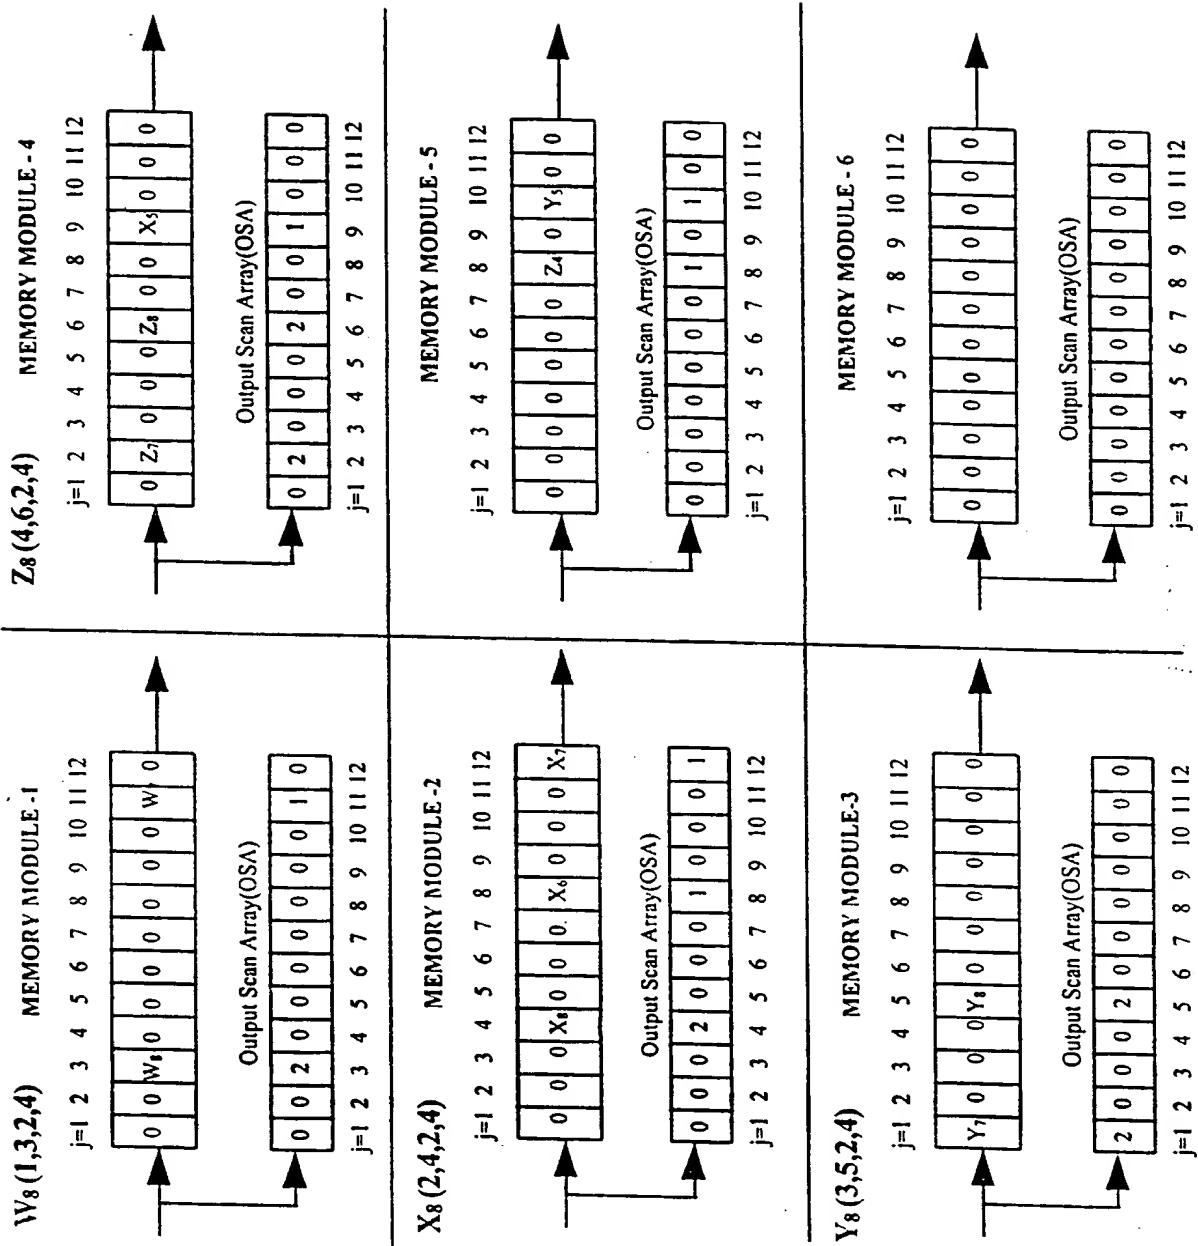 W8 (1,3,2,4) MEMORY MODULE -1
j=1 2 3 4 5 6 7 8 9 10 11 12
0 0 W8 0 0 0 0 0 0 0 W7 0
Output Scan Array(OSA)
0 0 2 0 0 0 0 0 0 0 1 0
j=1 2 3 4 5 6 7 8 9 10 11 12
Z8 (4,6,2,4) MEMORY MODULE - 4
j=1 2 3 4 5 6 7 8 9 10 11 12
0 Z7 0 0 0 Z8 0 0 X5 0 0 0
Output Scan Array(OSA)
0 2 0 0 0 2 0 0 1 0 0 0
j=1 2 3 4 5 6 7 8 9 10 11 12
X8 (2,4,2,4) MEMORY MODULE -2
j=1 2 3 4 5 6 7 8 9 10 11 12
0 0 0 X8 0 0 0 X6 0 0 0 X7
Output Scan Array(OSA)
0 0 0 2 0 0 0 1 0 0 0 1
j=1 2 3 4 5 6 7 8 9 10 11 12
MEMORY MODULE - 5
j=1 2 3 4 5 6 7 8 9 10 11 12
0 0 0 0 0 0 0 Z4 0 Y5 0 0
Output Scan Array(OSA)
0 0 0 0 0 0 0 1 0 1 0 0
j=1 2 3 4 5 6 7 8 9 10 11 12
Y8 (3,5,2,4) MEMORY MODULE-3
j=1 2 3 4 5 6 7 8 9 10 11 12
Y7 0 0 0 Y8 0 0 0 0 0 0 0
Output Scan Array(OSA)
2 0 0 0 2 0 0 0 0 0 0 0
j=1 2 3 4 5 6 7 8 9 10 11 12
MEMORY MODULE - 6
j=1 2 3 4 5 6 7 8 9 10 11 12
0 0 0 0 0 0 0 0 0 0 0 0
Output Scan Array(OSA)
0 0 0 0 0 0 0 0 0 0 0 0
j=1 2 3 4 5 6 7 8 9 10 11 12